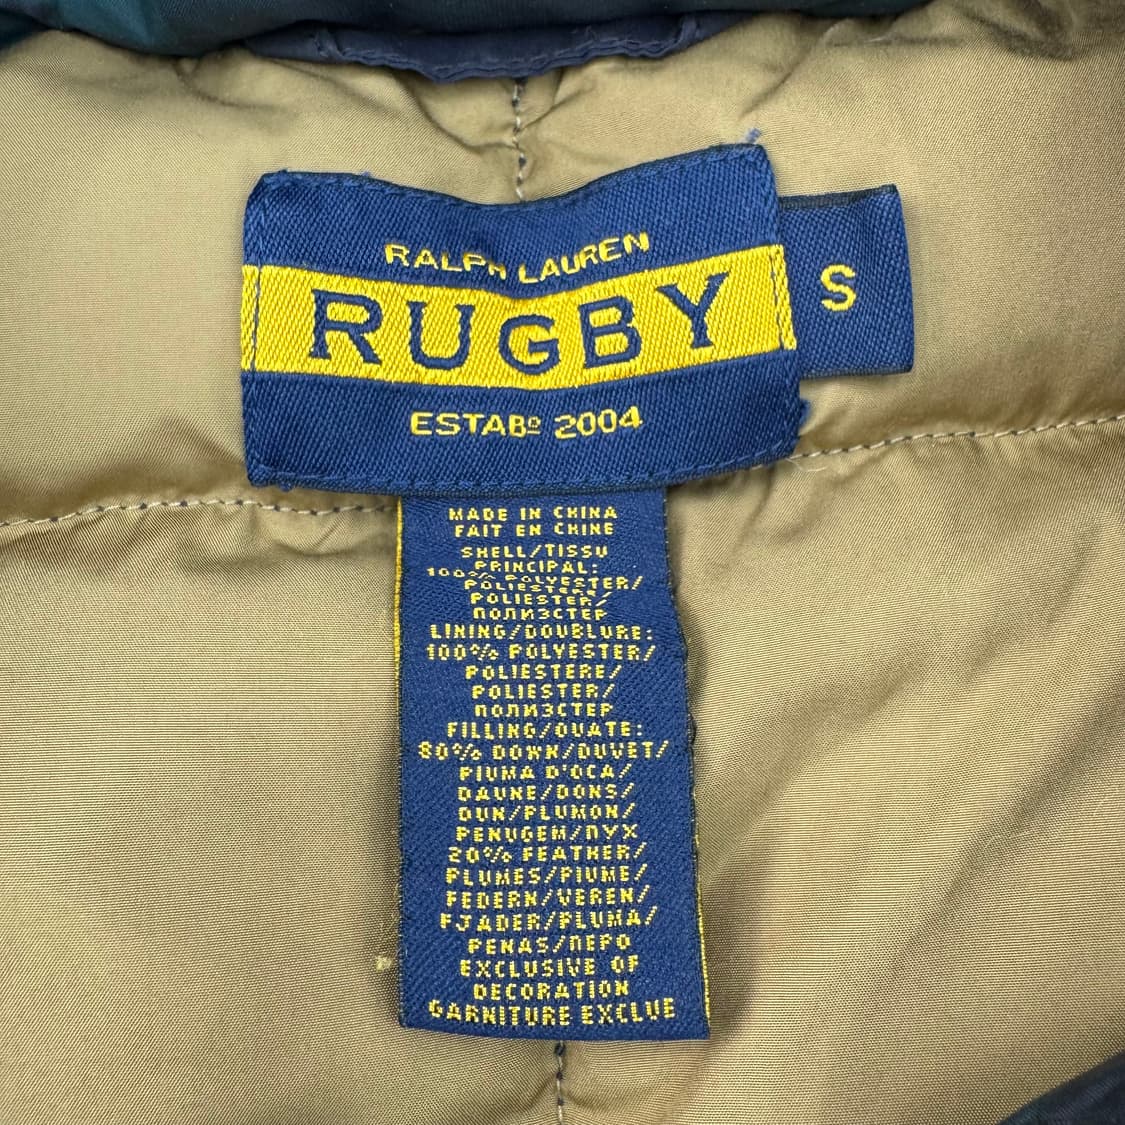 RALPH LAUREN
RUGBY
ESTABº 2004
S
MADE IN CHINA
FAIT EN CHINE
SHELL/TISSU
PRINCIPAL:
100% POLYESTER/
POLIESTERE/
POLIESTER/
ПОЛИЭСТЕР
LINING/DOUBLURE:
100% POLYESTER/
POLIESTERE/
POLIESTER/
ПОЛИЭСТЕР
FILLING/OUATE:
80% DOWN/DUVET/
PIUMA D'OCA/
DAUNE/DONS/
DUN/PLUMON/
PENUGEM/ПУХ
20% FEATHER/
PLUMES/PIUME/
FEDERN/VEREN/
FJADER/PLUMA/
PENAS/ПЕРО
EXCLUSIVE OF
DECORATION
GARNITURE EXCLUE